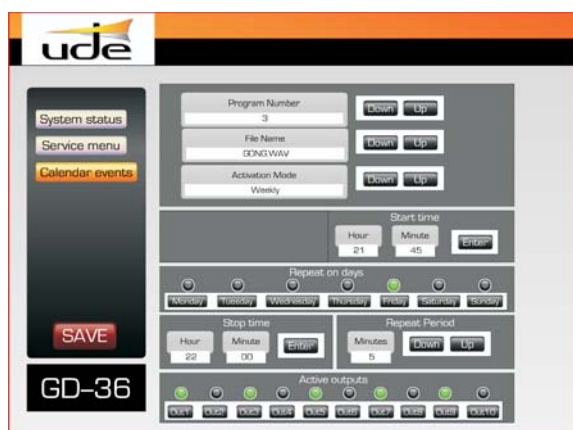 ude
System status
Service menu
Calendar events
SAVE
GD-36
Program Number
3
Down Up
File Name
GONG.WAV
Down Up
Activation Mode
Weekly
Down Up
Start time
Hour Minute
21 45
Enter
Repeat on days
Monday Tuesday Wednesday Thursday Friday Saturday Sunday
Stop time
Hour Minute
22 00
Enter
Repeat Period
Minutes
5
Down Up
Active outputs
Out1 Out2 Out3 Out4 Out5 Out6 Out7 Out8 Out9 Out10